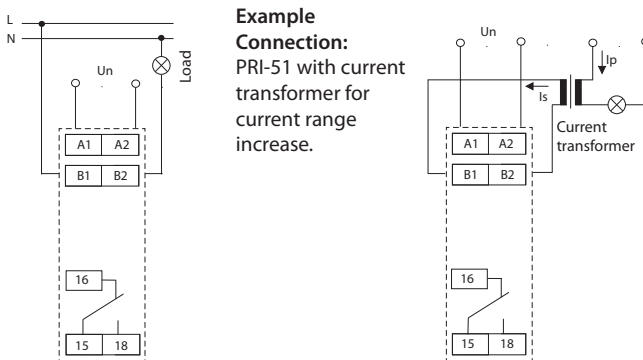 L
N
Un
Load
A1 A2
B1 B2
16
15 18
Example
Connection:
PRI-51 with current
transformer for
current range
increase.
Un
Ip
Is
Current
transformer
A1 A2
B1 B2
16
15 18